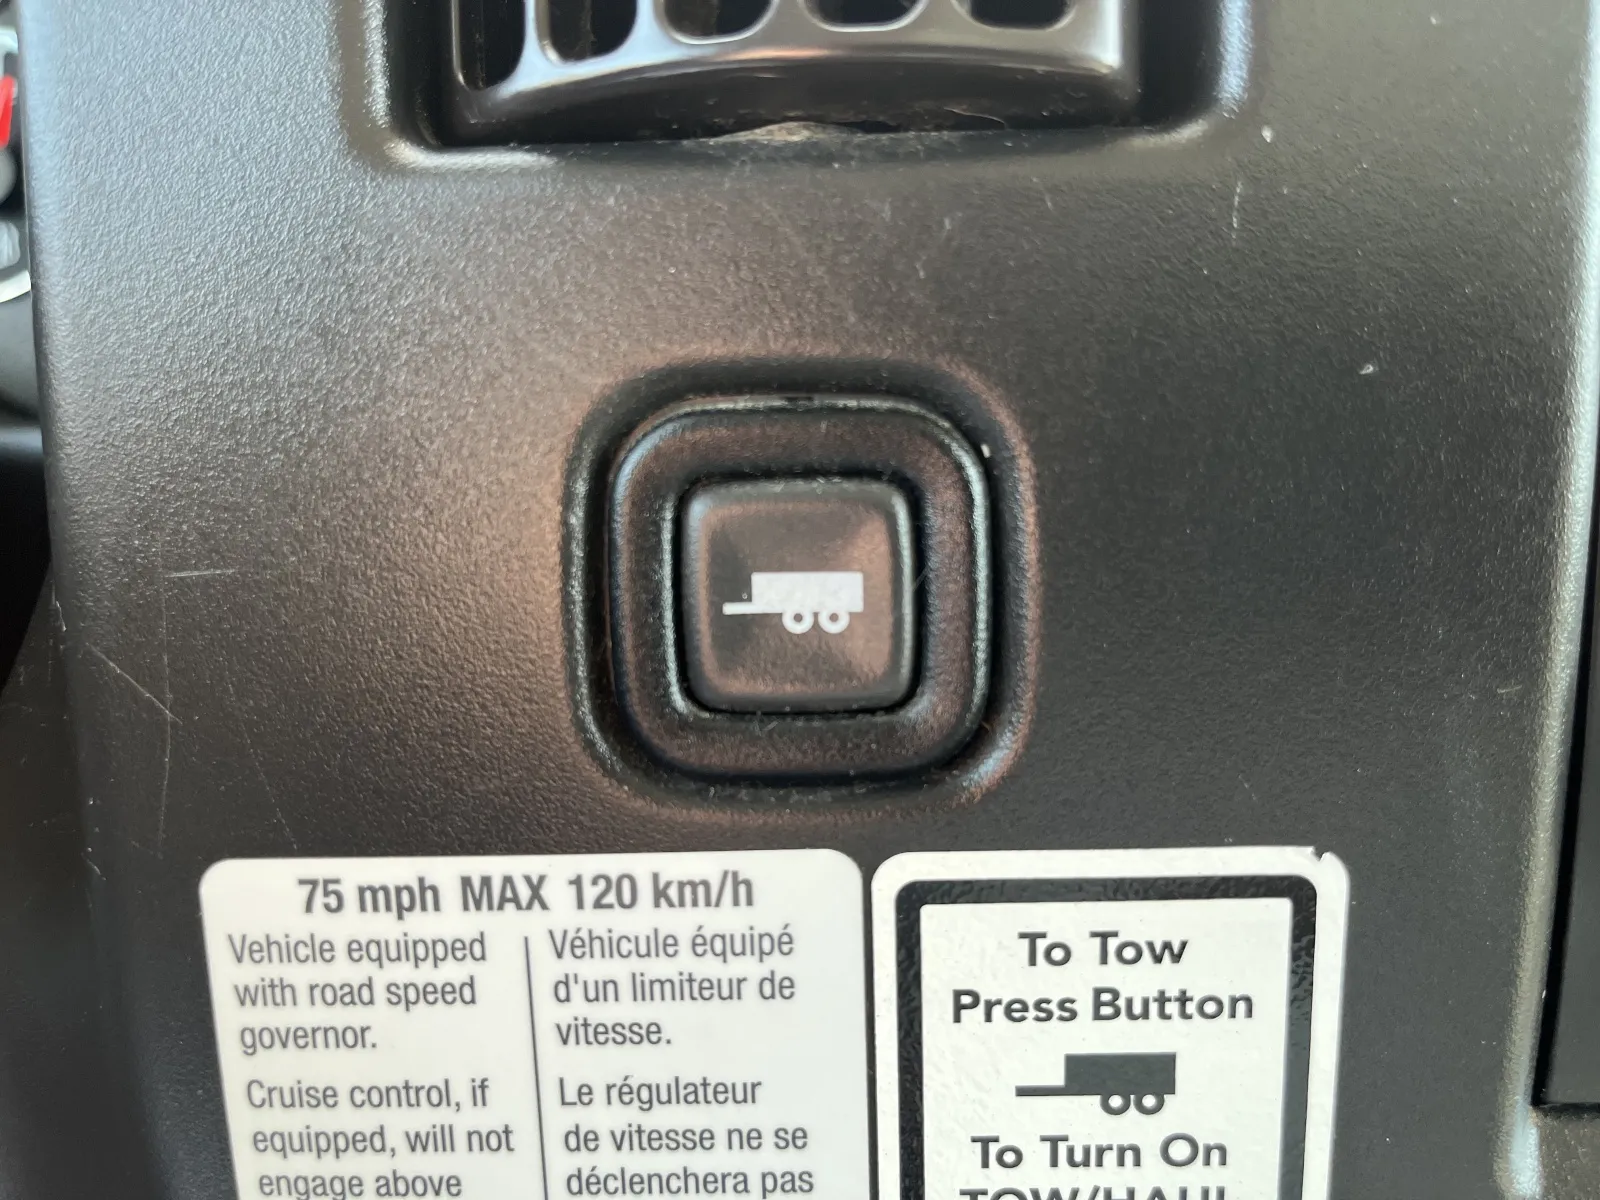 75 mph MAX 120 km/h
Vehicle equipped
with road speed
governor.
Cruise control, if
equipped, will not
engage above
Véhicule équipé
d'un limiteur de
vitesse.
Le régulateur
de vitesse ne se
déclenchera pas
To Tow
Press Button
To Turn On
TOW/HAUL